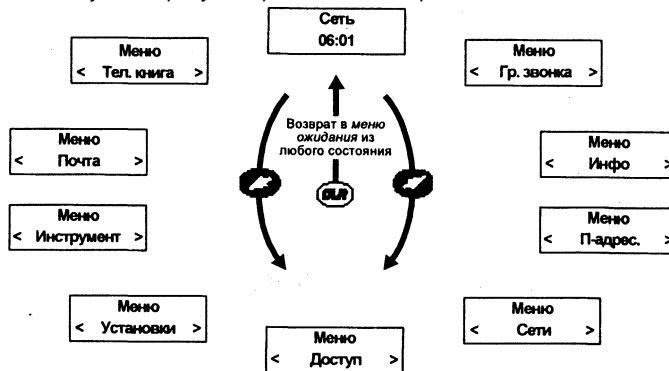 Сеть
06:01
Меню
< Тел. книга >
Меню
< Гр. звонка >
Возврат в меню
ожидания из
любого состояния
CLR
Меню
< Почта >
Меню
< Инфо >
Меню
< Инструмент >
Меню
< П-адрес. >
Меню
< Установки >
Меню
< Сети >
Меню
< Доступ >